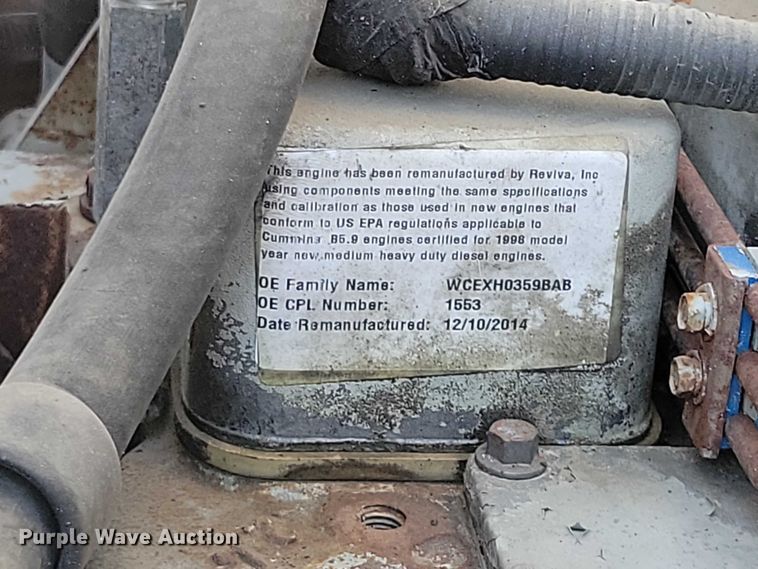 This engine has been remanufactured by Reviva, Inc
using components meeting the same specifications
and calibration as those used in new engines that
conform to US EPA regulations applicable to
Cummins B5.9 engines certified for 1998 model
year new, medium heavy duty diesel engines.
OE Family Name: WCEXH0359BAB
OE CPL Number: 1553
Date Remanufactured: 12/10/2014
Purple Wave Auction